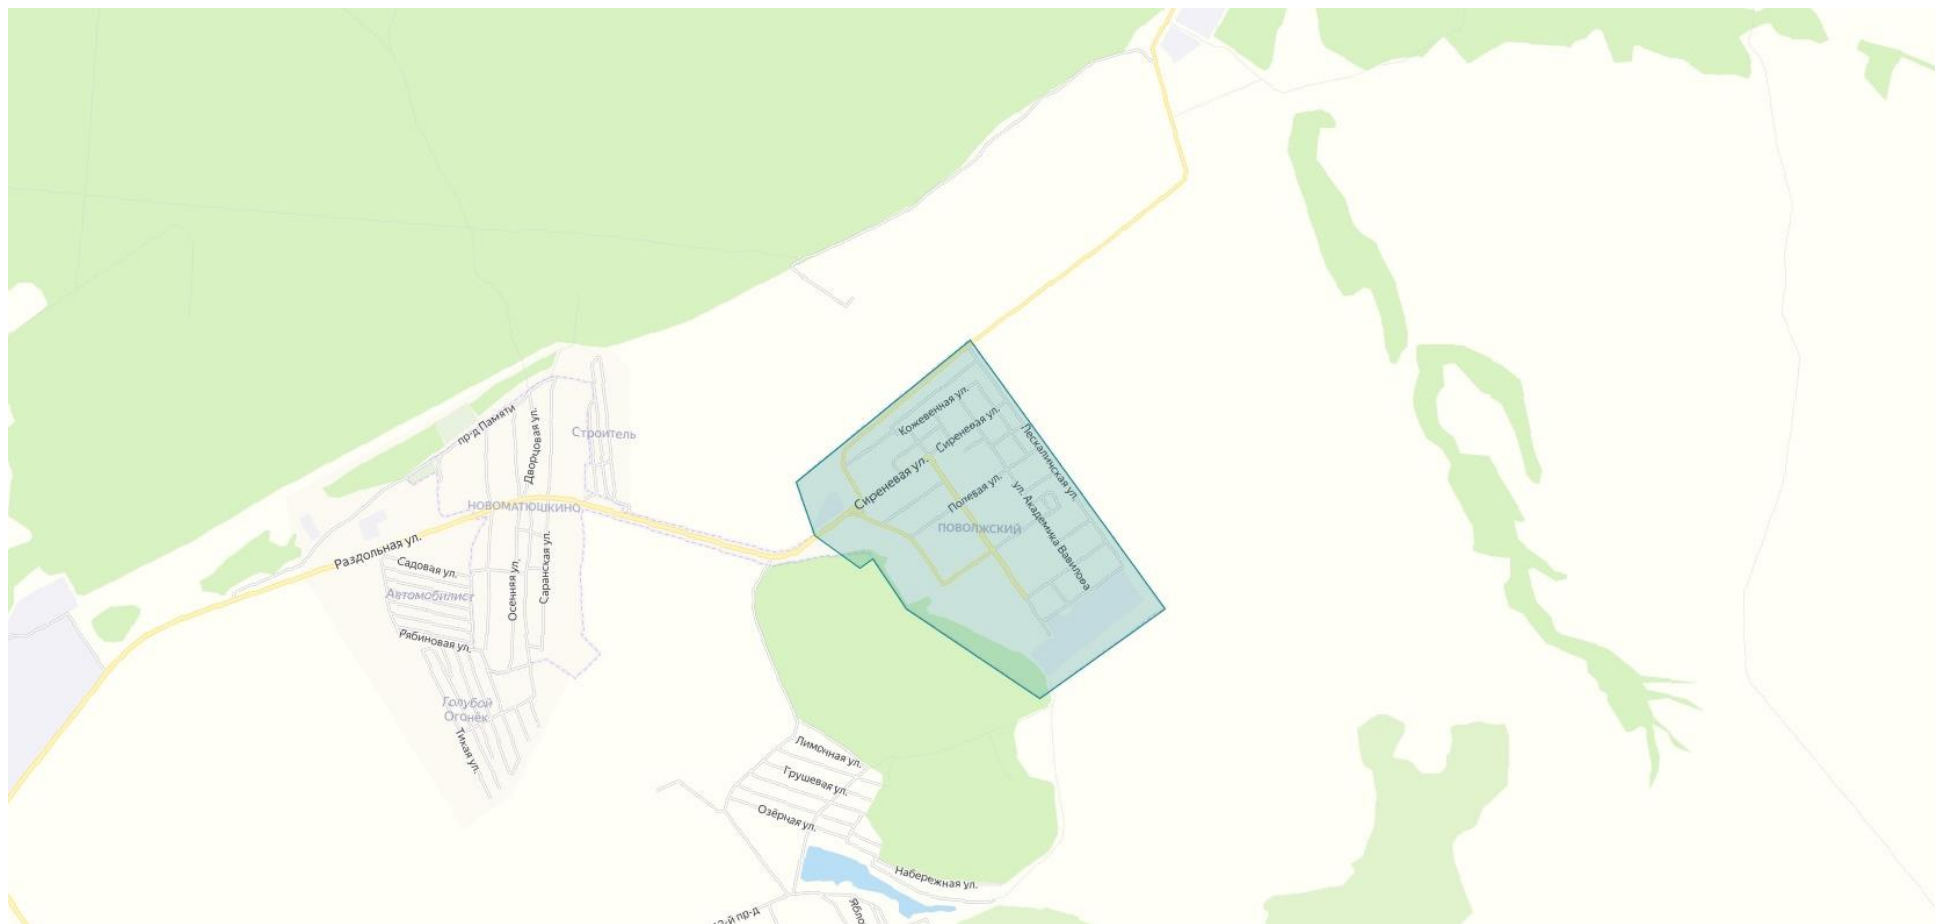 Кожевенная ул.
Сиреневая ул.
Лескалинская ул.
Сиреневая ул.
Полевая ул.
ул. Академика Вавилова
ПОВОЛЖСКИЙ
пр-д Памяти
Дворцовая ул.
Строитель
НОВОМАТЮШКИНО
Раздольная ул.
Садовая ул.
Автомобилист
Осенняя ул.
Саранская ул.
Рябиновая ул.
Голубой
Огонёк
Тихая ул.
Лимонная ул.
Грушевая ул.
Озёрная ул.
Набережная ул.
й пр-д
Ябло